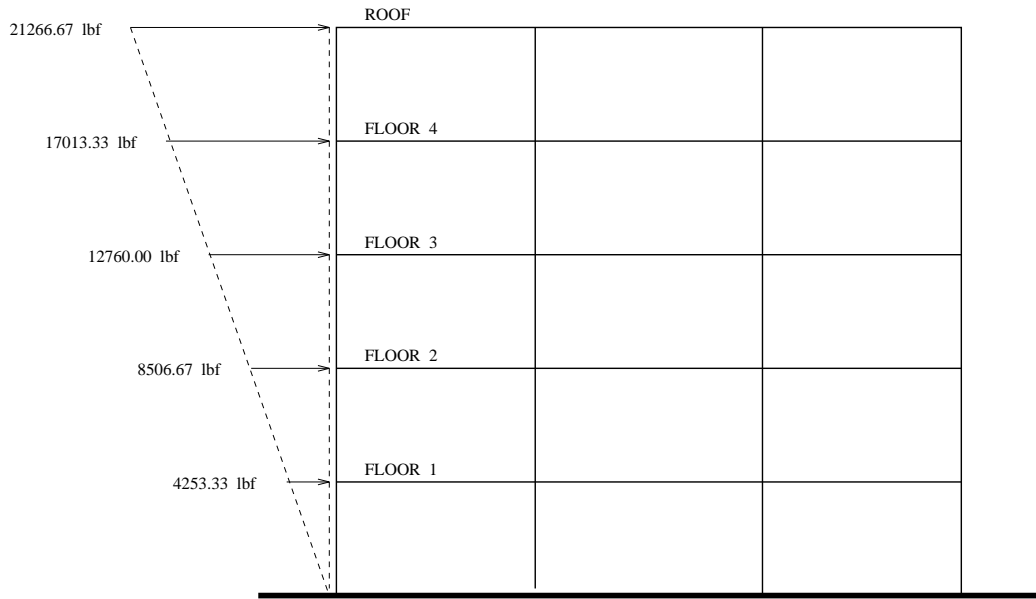 ROOF
21266.67 lbf
FLOOR 4
17013.33 lbf
FLOOR 3
12760.00 lbf
FLOOR 2
8506.67 lbf
FLOOR 1
4253.33 lbf